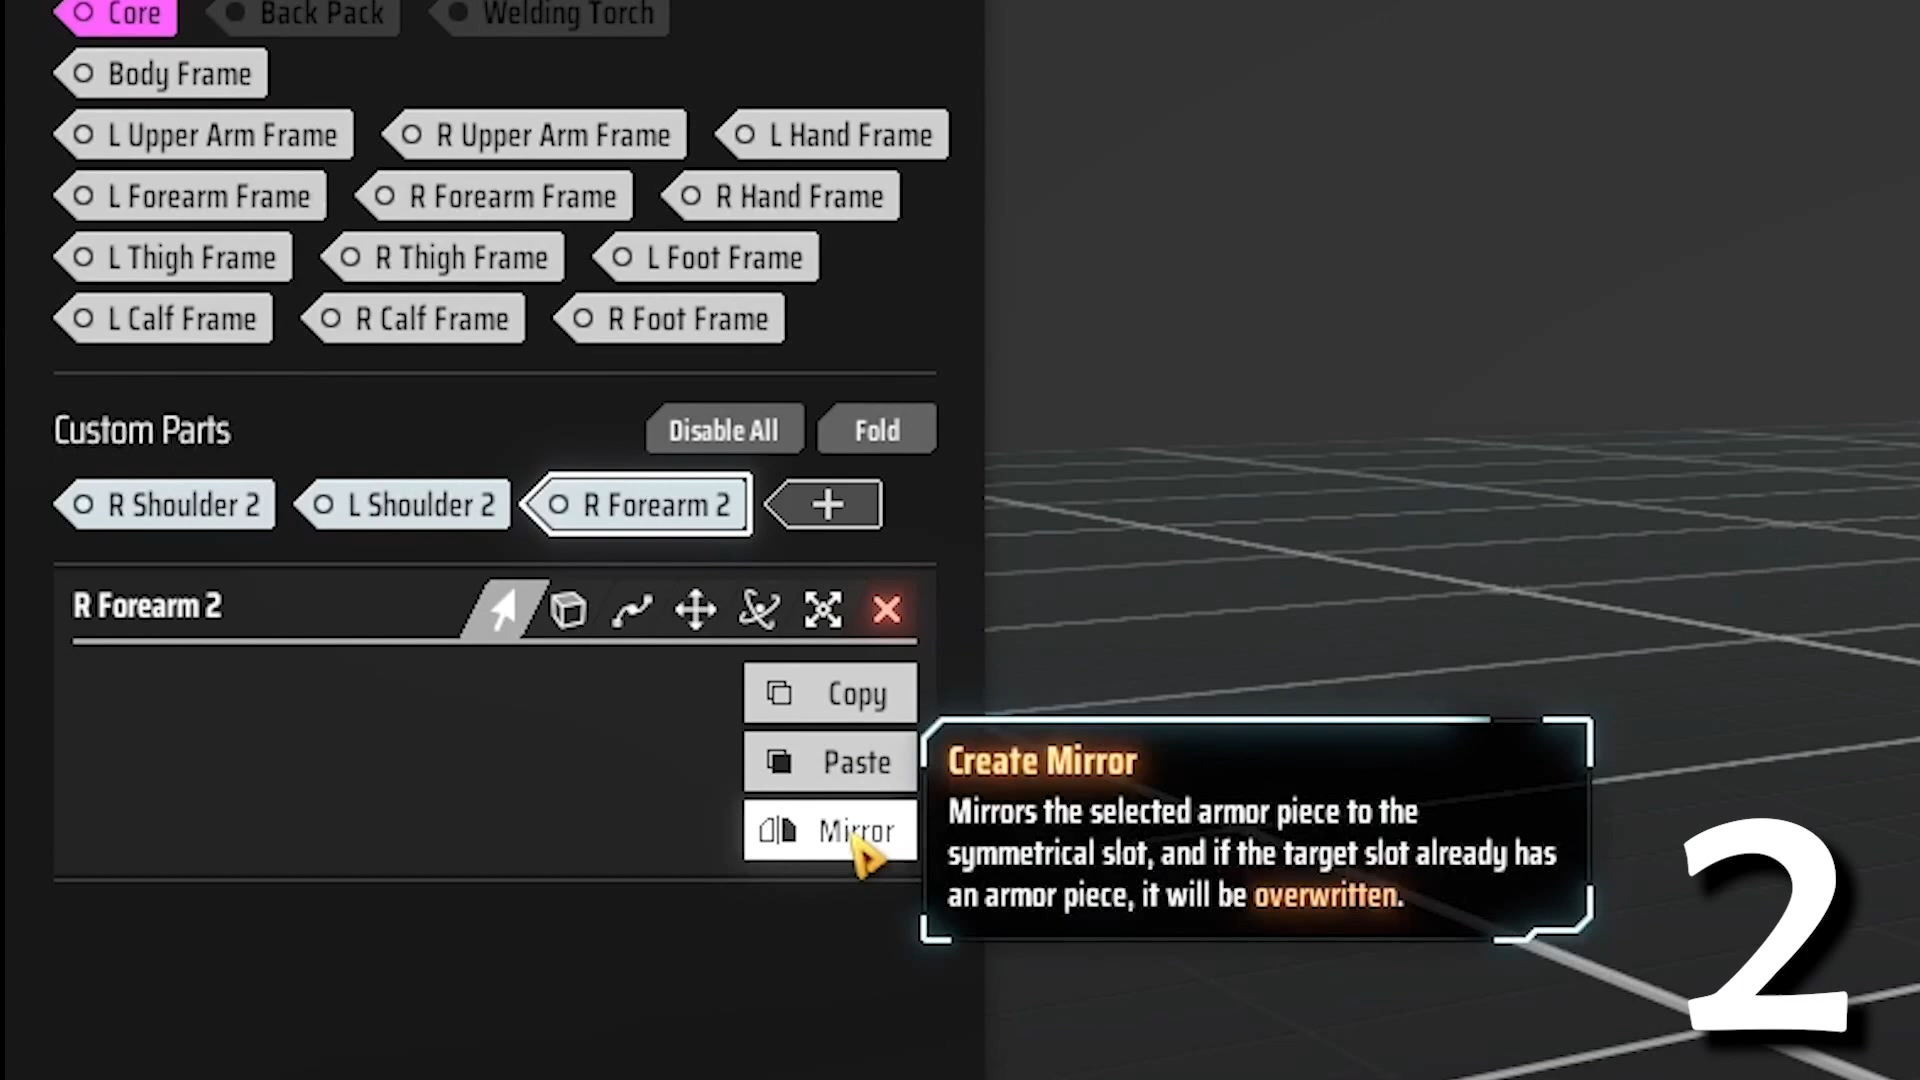 Core Back Pack Welding Torch
Body Frame
L Upper Arm Frame R Upper Arm Frame L Hand Frame
L Forearm Frame R Forearm Frame R Hand Frame
L Thigh Frame R Thigh Frame L Foot Frame
L Calf Frame R Calf Frame R Foot Frame
Custom Parts Disable All Fold
R Shoulder 2 L Shoulder 2 R Forearm 2 +
R Forearm 2
Copy
Paste
Mirror
Create Mirror
Mirrors the selected armor piece to the
symmetrical slot, and if the target slot already has
an armor piece, it will be overwritten.
2